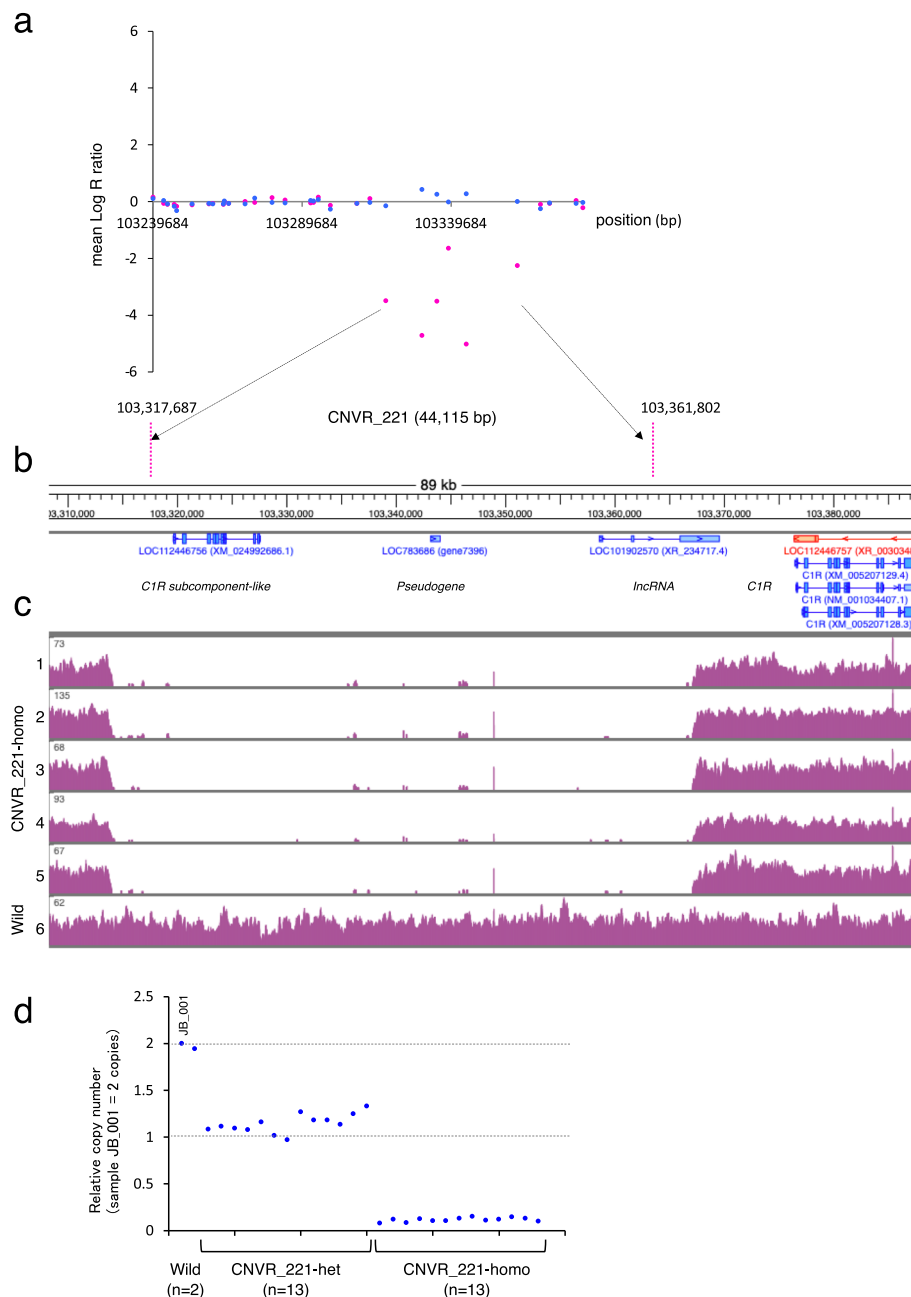 a
6
4
2
0
-2
-4
-6
mean Log R ratio
103239684
103289684
103339684
position (bp)
103,317,687
CNVR_221 (44,115 bp)
103,361,802
b
89 kb
103,320,000
103,330,000
103,340,000
103,350,000
103,360,000
103,370,000
103,380,000
LOC112446756 (XM_024992686.1)
LOC783686 (gene7396)
LOC101902570 (XR_234717.4)
LOC112446757 (XR_003034
C1R (XM_005207129.4)
C1R (NM_001034407.1)
C1R (XM_005207128.3)
C1R subcomponent-like
Pseudogene
lncRNA
C1R
c
CNVR_221-homo
1
73
2
135
3
68
4
93
5
67
Wild
6
62
d
Relative copy number
(sample JB_001 = 2 copies)
2.5
2
1.5
1
0.5
0
JB_001
Wild
(n=2)
CNVR_221-het
(n=13)
CNVR_221-homo
(n=13)